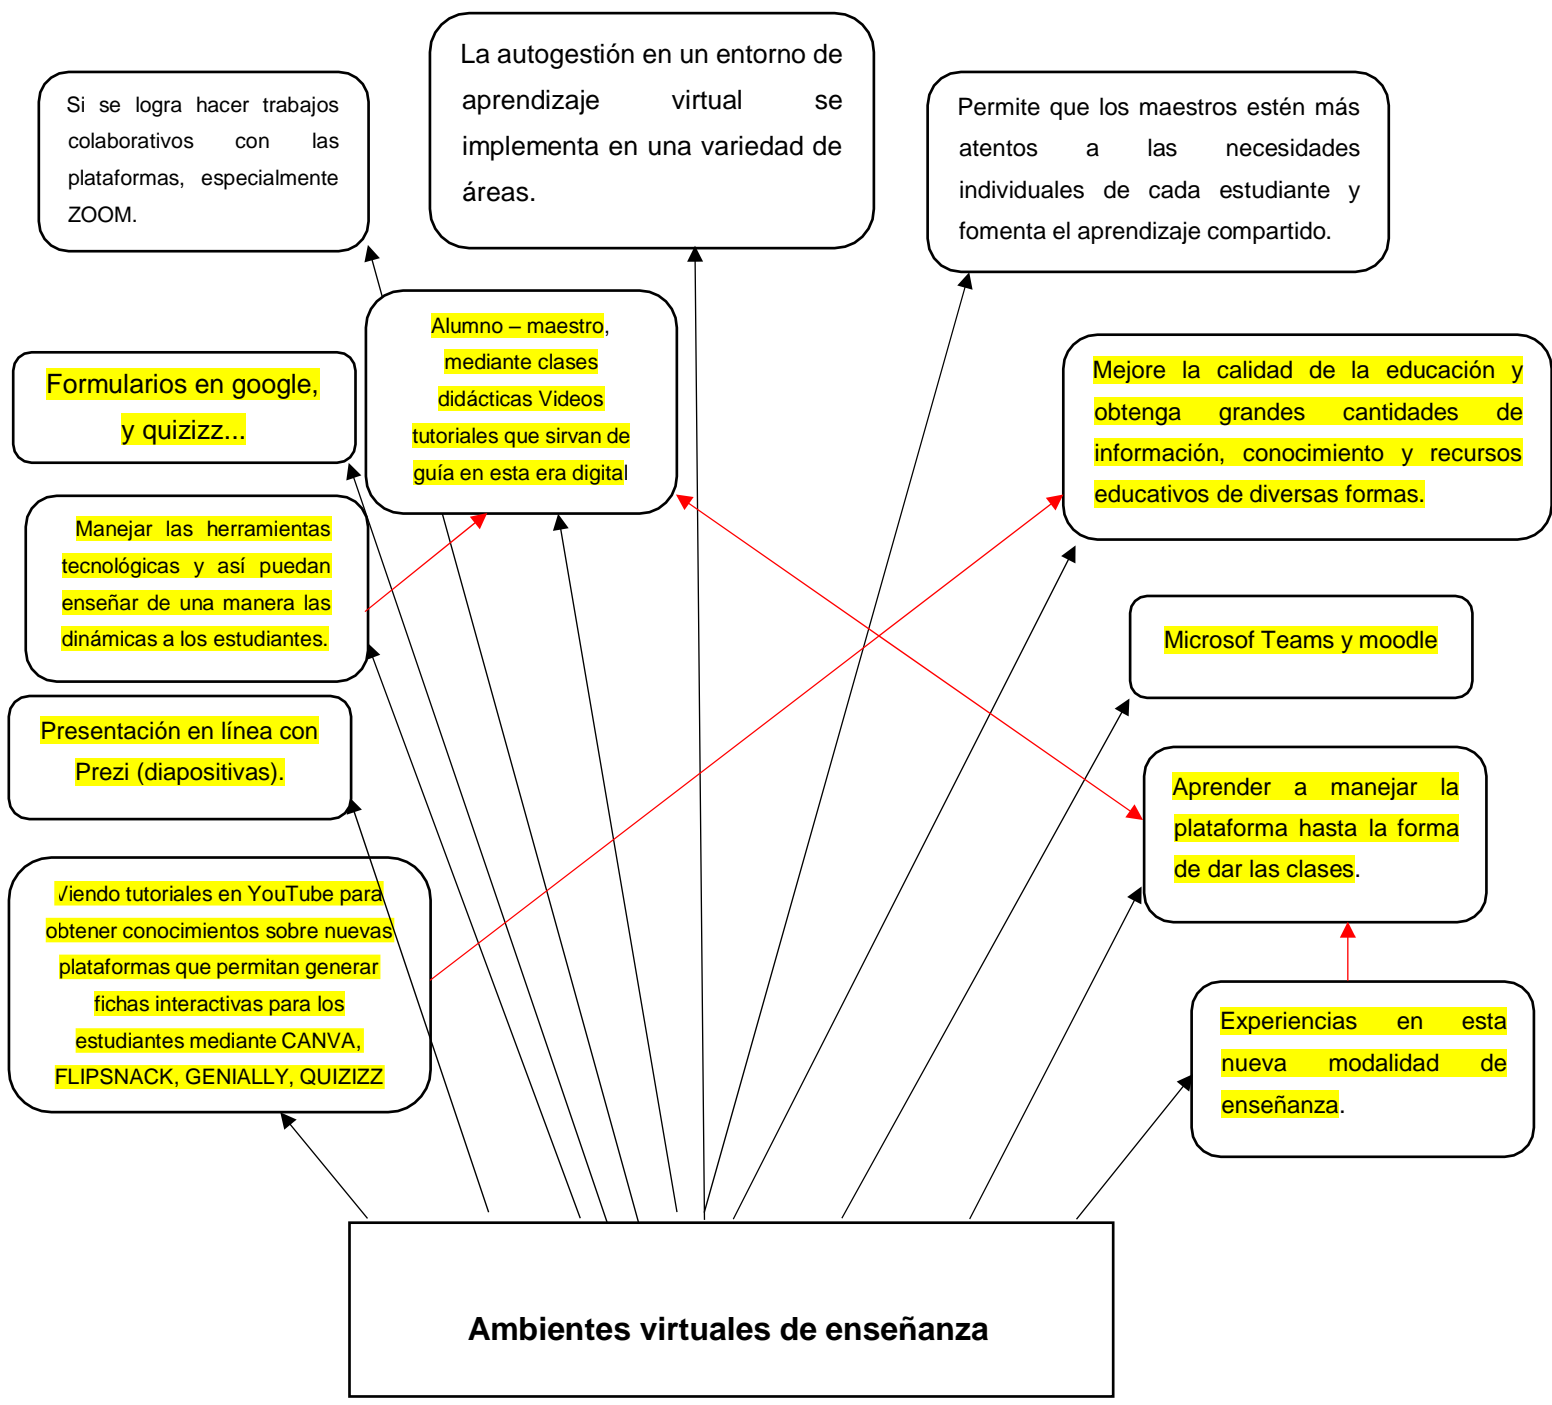 La autogestión en un entorno de
aprendizaje virtual se
implementa en una variedad de
áreas.
Si se logra hacer trabajos
colaborativos con las
plataformas, especialmente
ZOOM.
Permite que los maestros estén más
atentos a las necesidades
individuales de cada estudiante y
fomenta el aprendizaje compartido.
Alumno – maestro,
mediante clases
didácticas Videos
tutoriales que sirvan de
guía en esta era digital
Formularios en google,
y quizizz...
Mejore la calidad de la educación y
obtenga grandes cantidades de
información, conocimiento y recursos
educativos de diversas formas.
Manejar las herramientas
tecnológicas y así puedan
enseñar de una manera las
dinámicas a los estudiantes.
Microsof Teams y moodle
Presentación en línea con
Prezi (diapositivas).
Aprender a manejar la
plataforma hasta la forma
de dar las clases.
Viendo tutoriales en YouTube para
obtener conocimientos sobre nuevas
plataformas que permitan generar
fichas interactivas para los
estudiantes mediante CANVA,
FLIPSNACK, GENIALLY, QUIZIZZ
Experiencias en esta
nueva modalidad de
enseñanza.
Ambientes virtuales de enseñanza